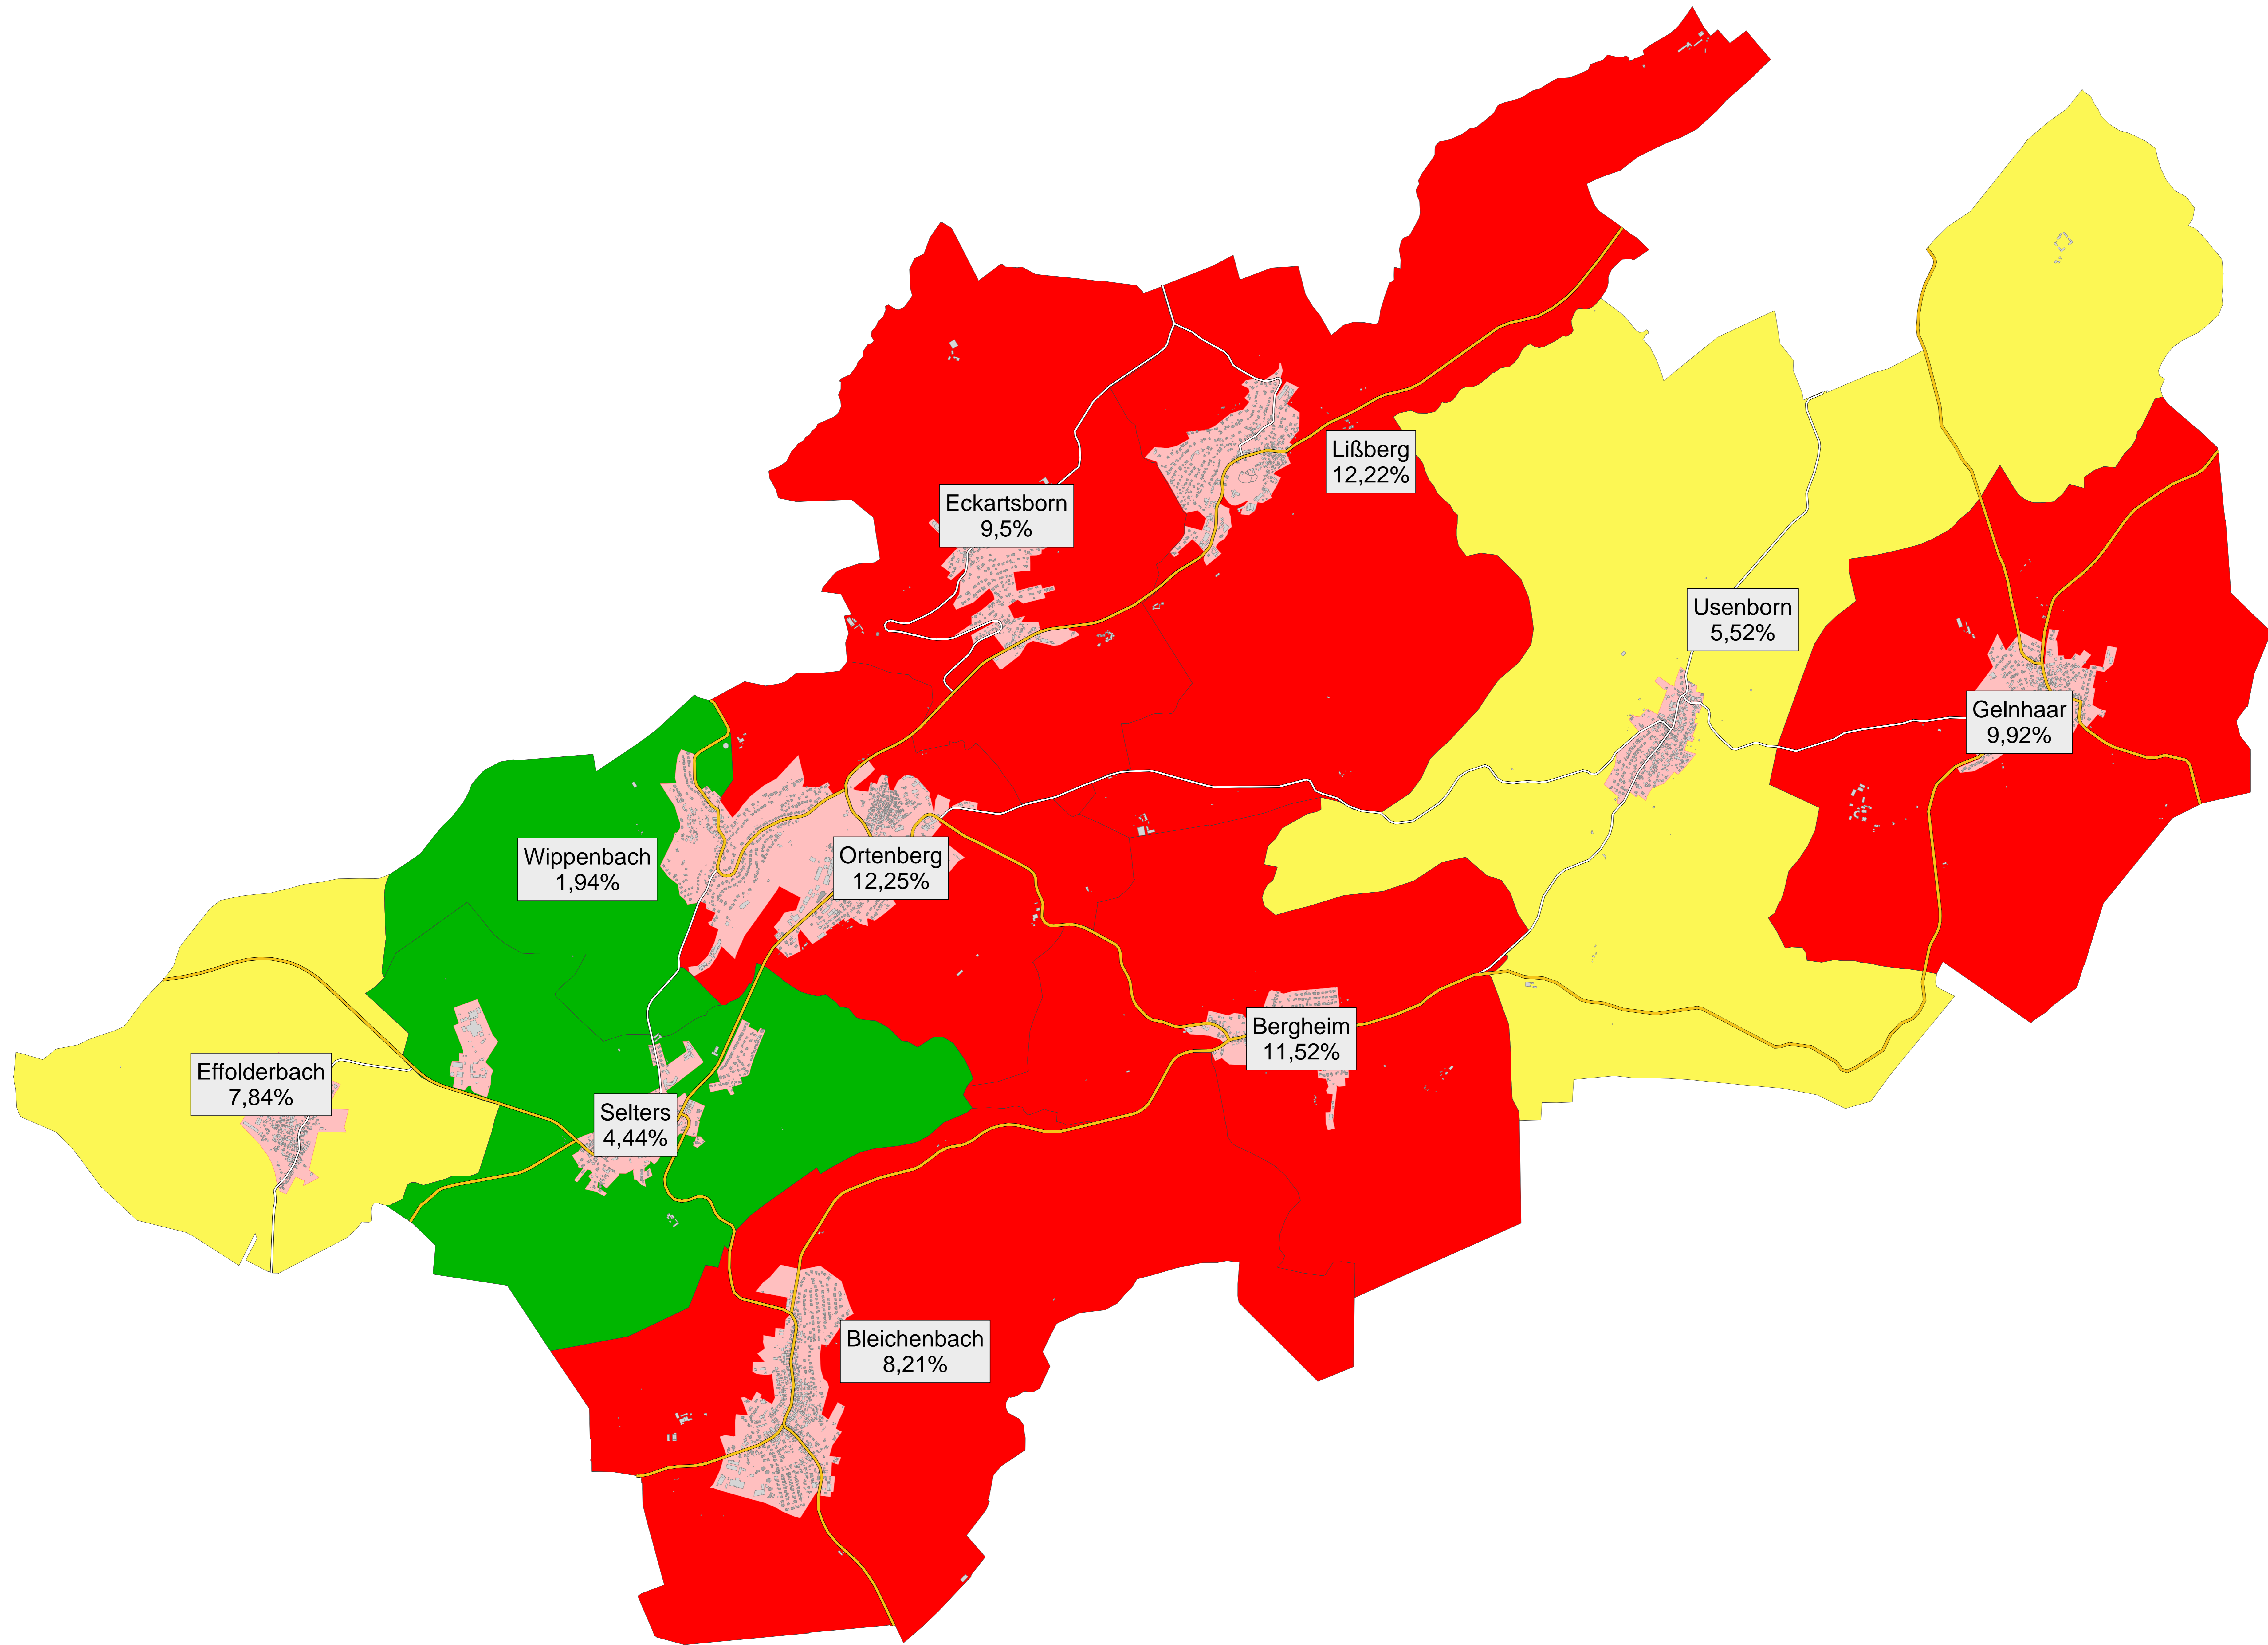 Lißberg
12,22%
Eckartsborn
9,5%
Usenborn
5,52%
Gelnhaar
9,92%
Wippenbach
1,94%
Ortenberg
12,25%
Bergheim
11,52%
Effolderbach
7,84%
Selters
4,44%
Bleichenbach
8,21%